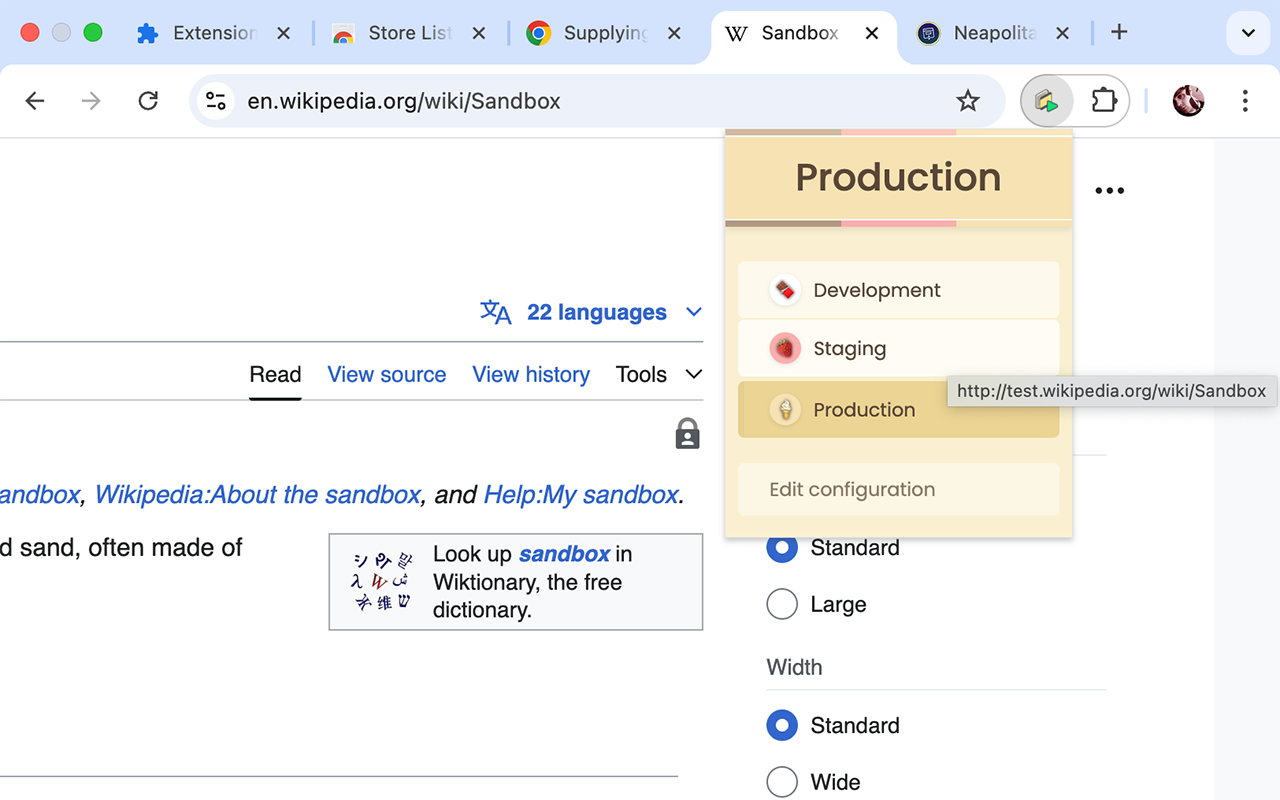 Extension
Store List
Supplying
Sandbox
Neapolita
en.wikipedia.org/wiki/Sandbox
Production
Development
22 languages
Read View source View history Tools
Staging
http://test.wikipedia.org/wiki/Sandbox
Production
Edit configuration
andbox, Wikipedia:About the sandbox, and Help:My sandbox.
d sand, often made of
Look up sandbox in
Wiktionary, the free
dictionary.
Standard
Large
Width
Standard
Wide